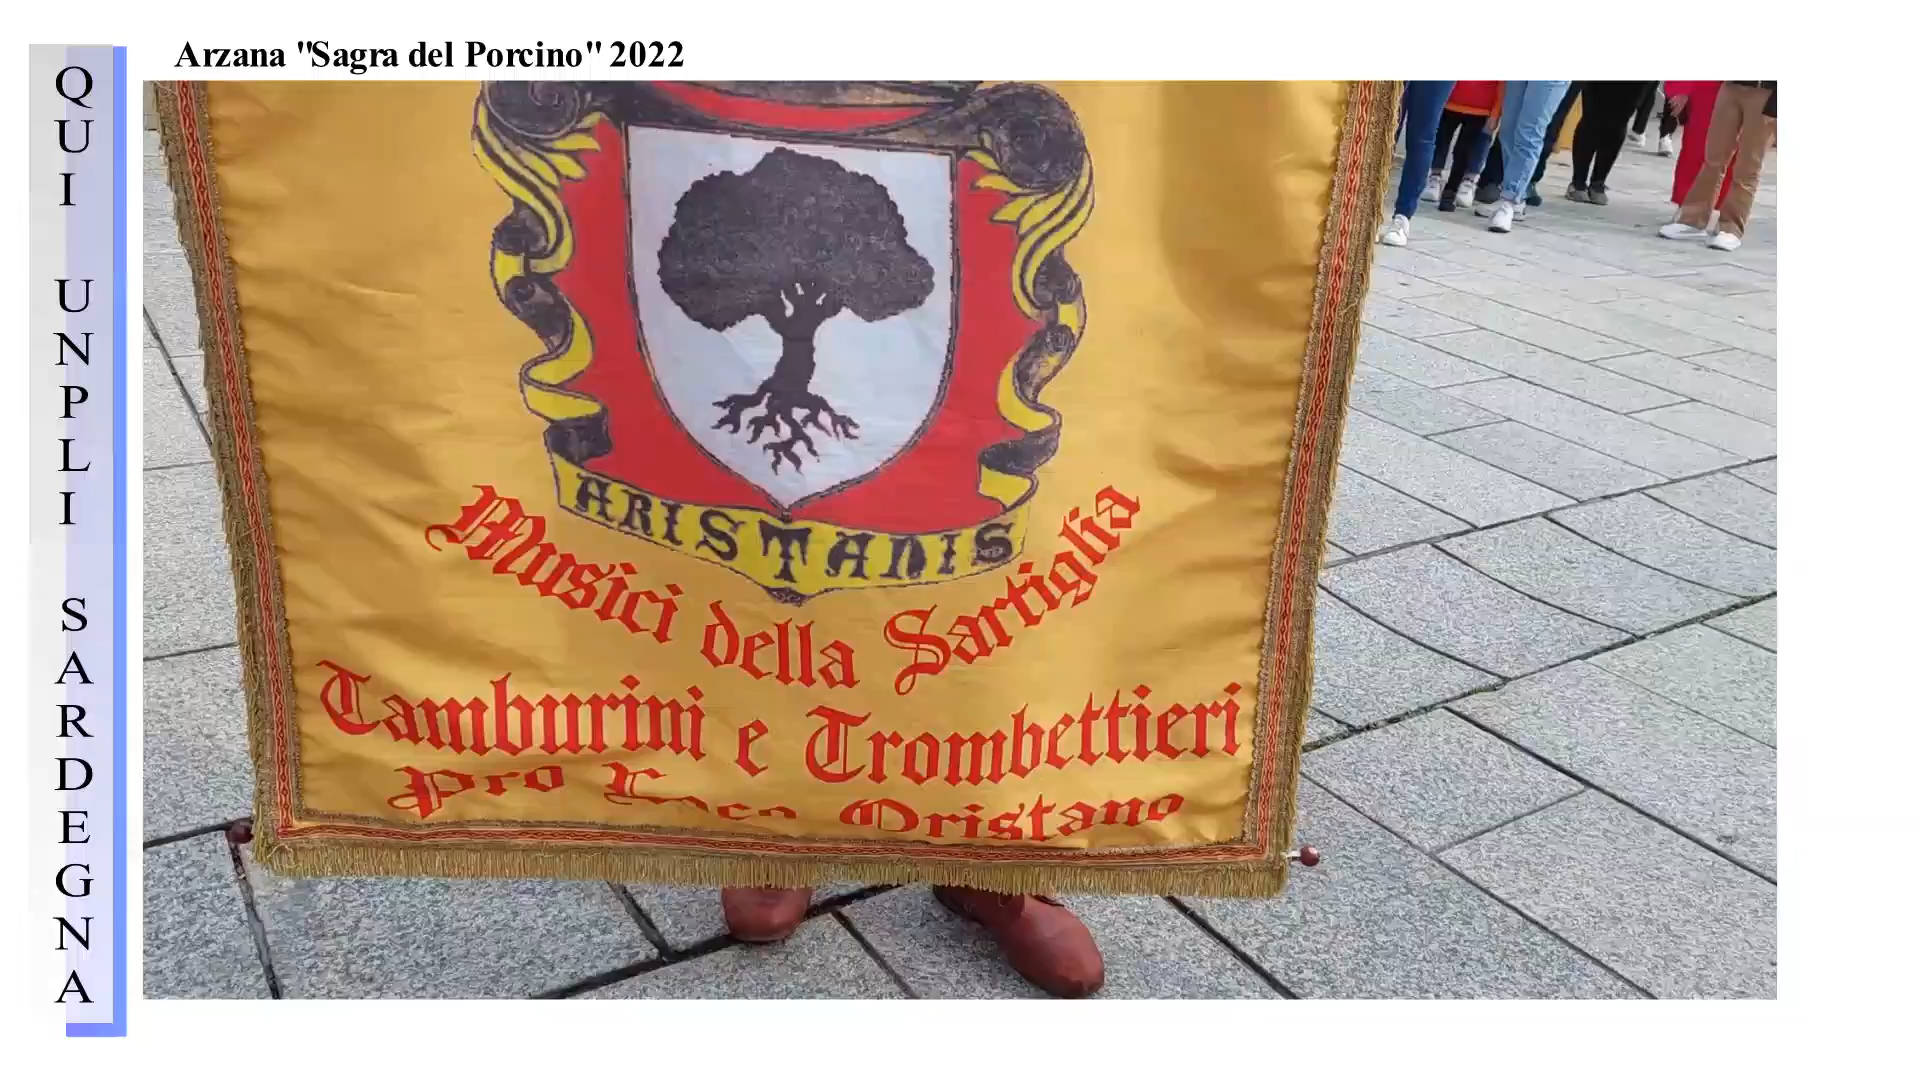 Arzana "Sagra del Porcino" 2022
QUI UNPLI SARDEGNA
ARISTANIS
Musici della Sartiglia
Tamburini e Trombettieri
Pro Loco Oristano